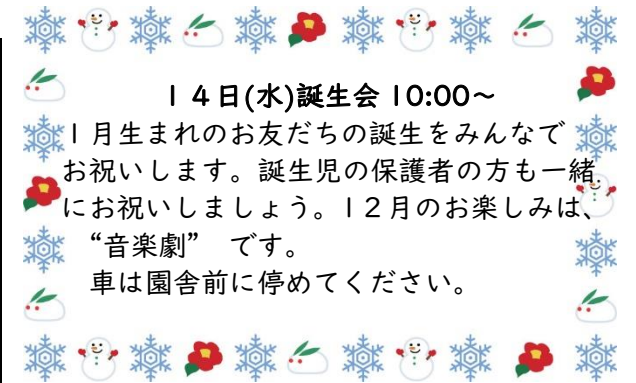 １４日(水)誕生会 10:00～
１月生まれのお友だちの誕生をみんなで
お祝いします。誕生児の保護者の方も一緒
にお祝いしましょう。１２月のお楽しみは、
“音楽劇” です。
車は園舎前に停めてください。